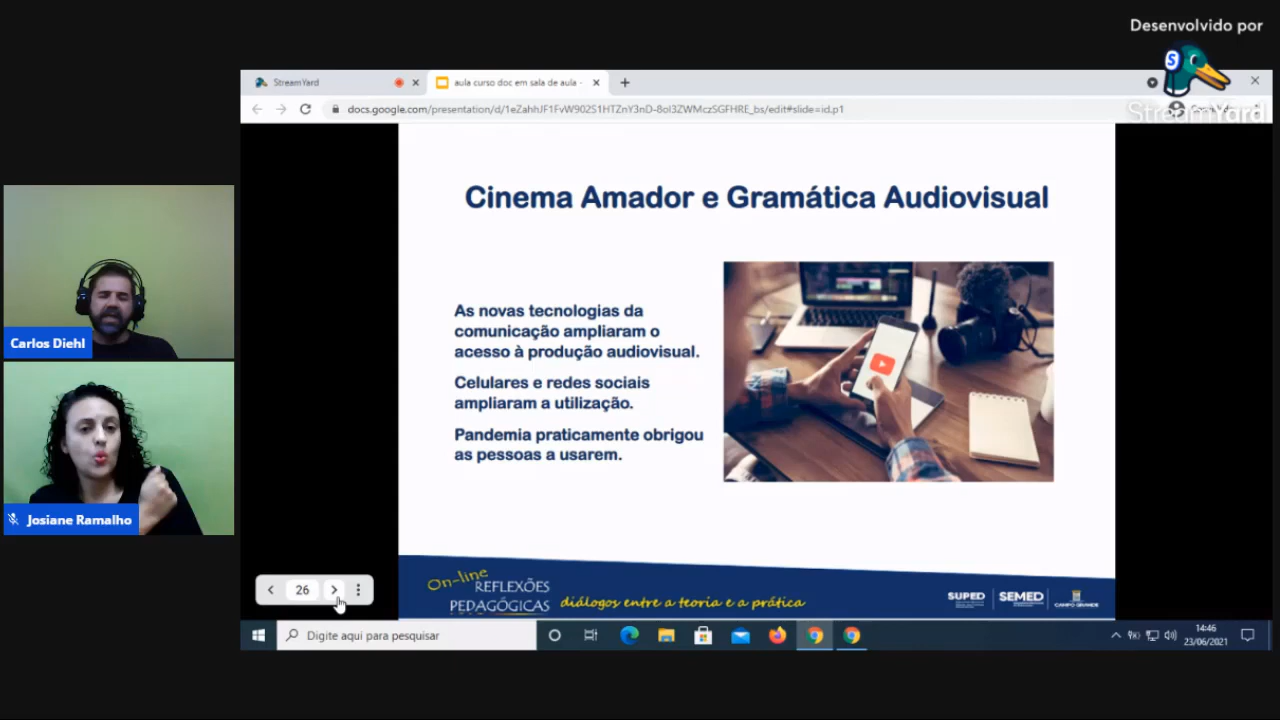 Desenvolvido por
StreamYard
StreamYard
aula curso doc em sala de aula -
docs.google.com/presentation/d/1eZahhJF1FvW902S1HTZnY3nD-8oI3ZWMczSGFHRE_bs/edit#slide=id.p1
Cinema Amador e Gramática Audiovisual
As novas tecnologias da
comunicação ampliaram o
acesso à produção audiovisual.
Celulares e redes sociais
ampliaram a utilização.
Pandemia praticamente obrigou
as pessoas a usarem.
Carlos Diehl
Josiane Ramalho
26
On-line
REFLEXÕES
PEDAGÓGICAS
diálogos entre a teoria e a prática
SUPED
SEMED
CAMPO GRANDE
Digite aqui para pesquisar
14:46
23/06/2021